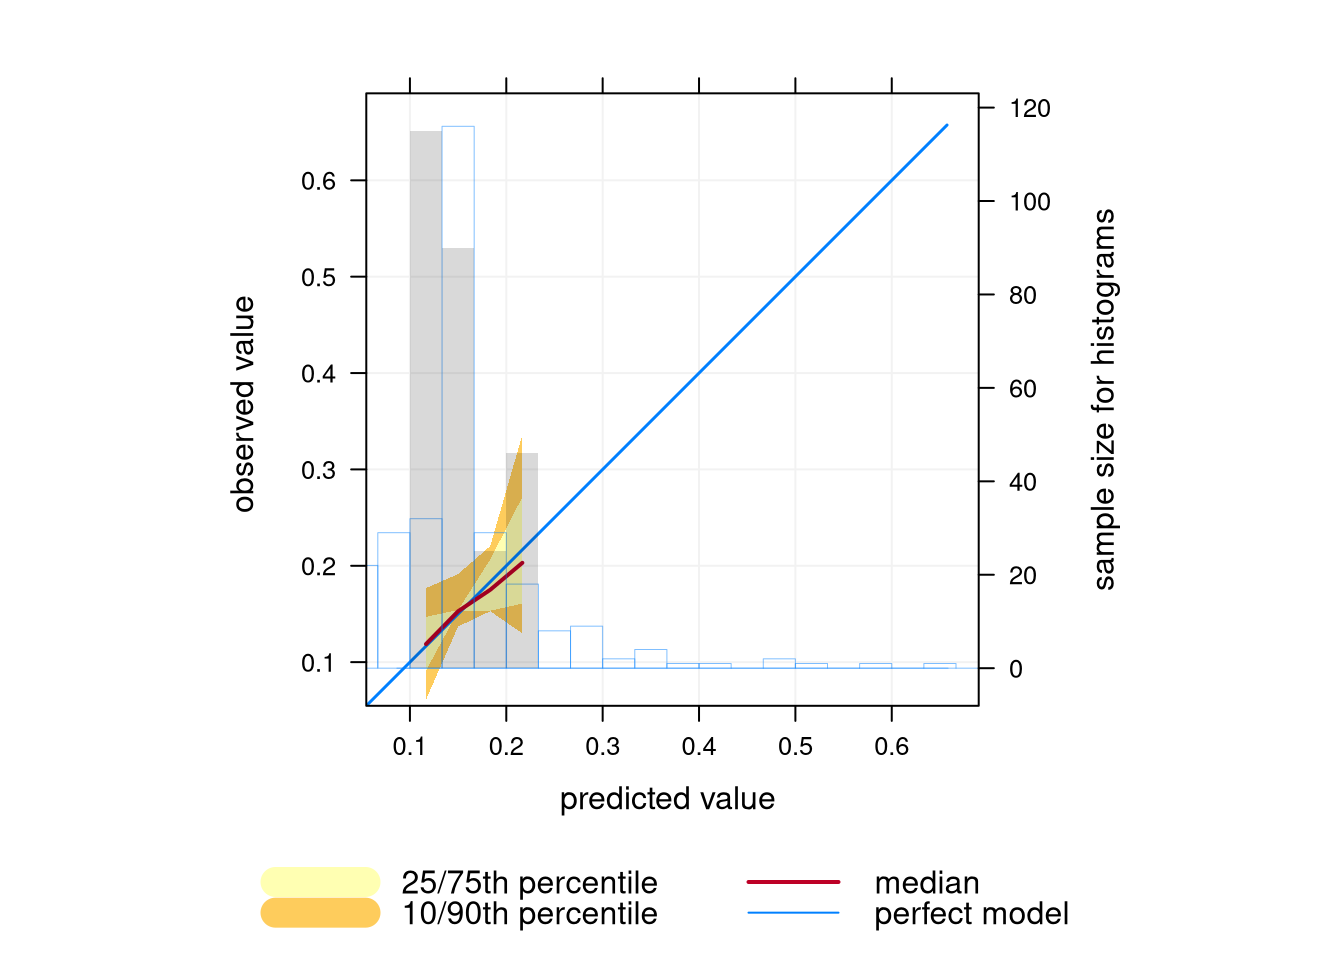 120
100
80
60
40
20
0
0.6
0.5
0.4
0.3
0.2
0.1
observed value
sample size for histograms
0.1 0.2 0.3 0.4 0.5 0.6
predicted value
25/75th percentile
10/90th percentile
median
perfect model